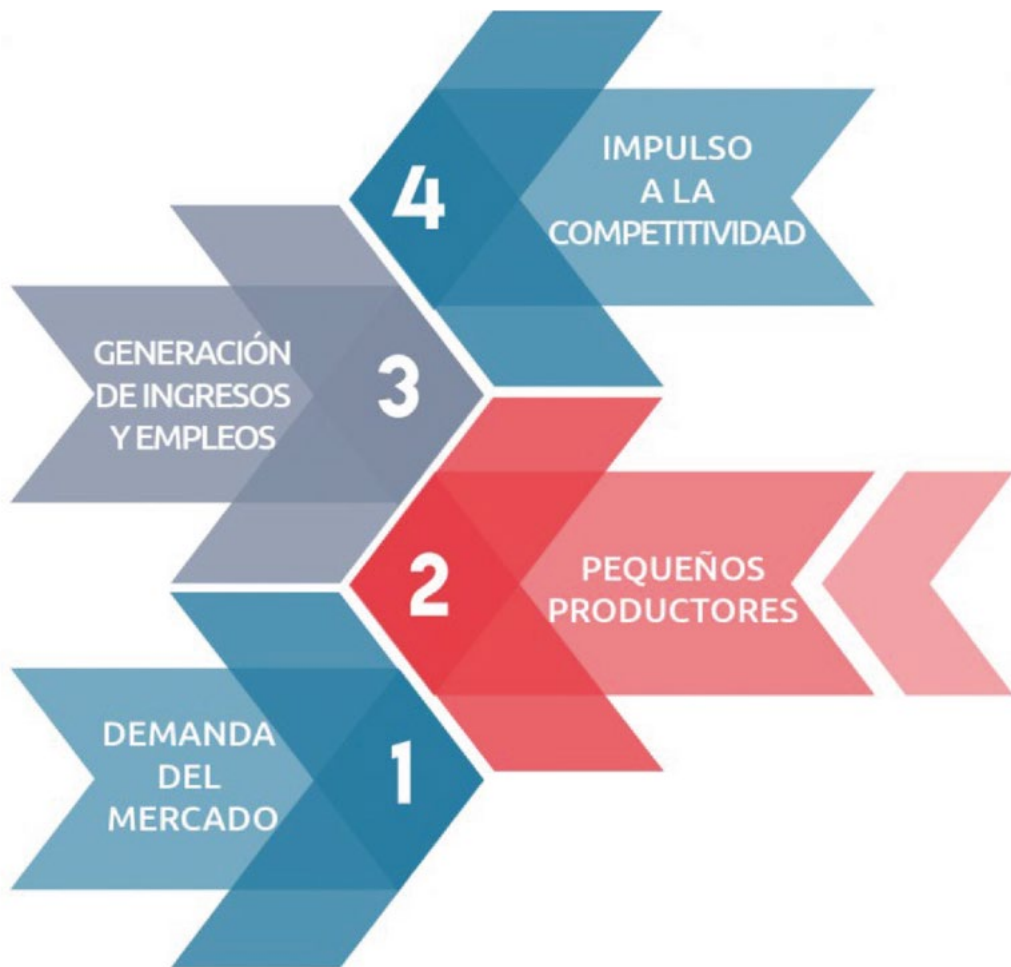 4
IMPULSO
A LA
COMPETITIVIDAD
GENERACIÓN
DE INGRESOS
Y EMPLEOS
3
2
PEQUEÑOS
PRODUCTORES
DEMANDA
DEL
MERCADO
1